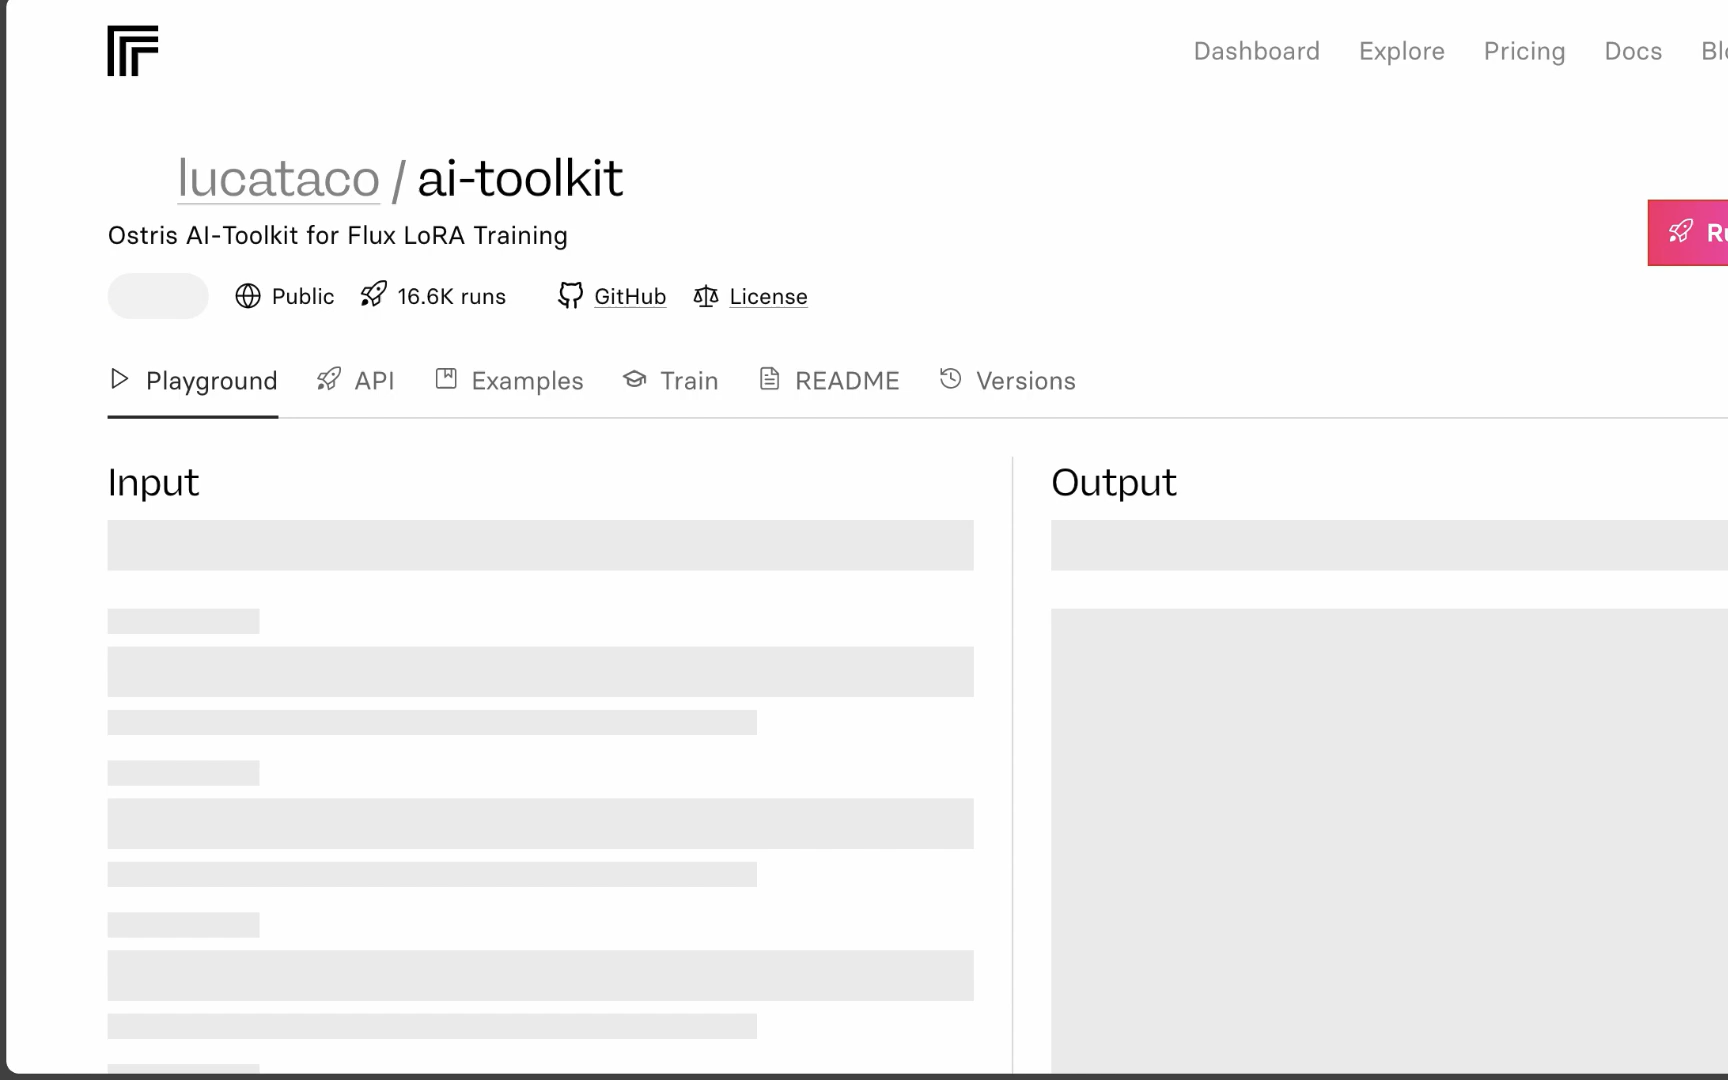 Dashboard Explore Pricing Docs
lucataco / ai-toolkit
Ostris AI-Toolkit for Flux LoRA Training
Public 16.6K runs GitHub License
Playground API Examples Train README Versions
Input
Output